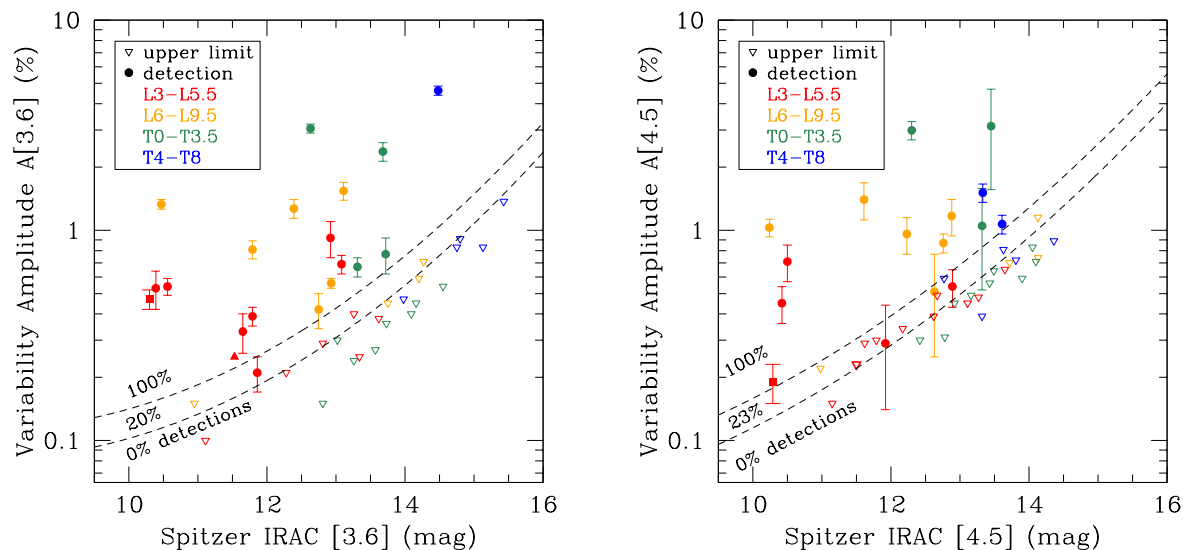 10
1
0.1
Variability Amplitude A[3.6] (%)
upper limit
detection
L3-L5.5
L6-L9.5
T0-T3.5
T4-T8
100%
20%
0% detections
10 12 14 16
Spitzer IRAC [3.6] (mag)
10
1
0.1
Variability Amplitude A[4.5] (%)
upper limit
detection
L3-L5.5
L6-L9.5
T0-T3.5
T4-T8
100%
23%
0% detections
10 12 14 16
Spitzer IRAC [4.5] (mag)